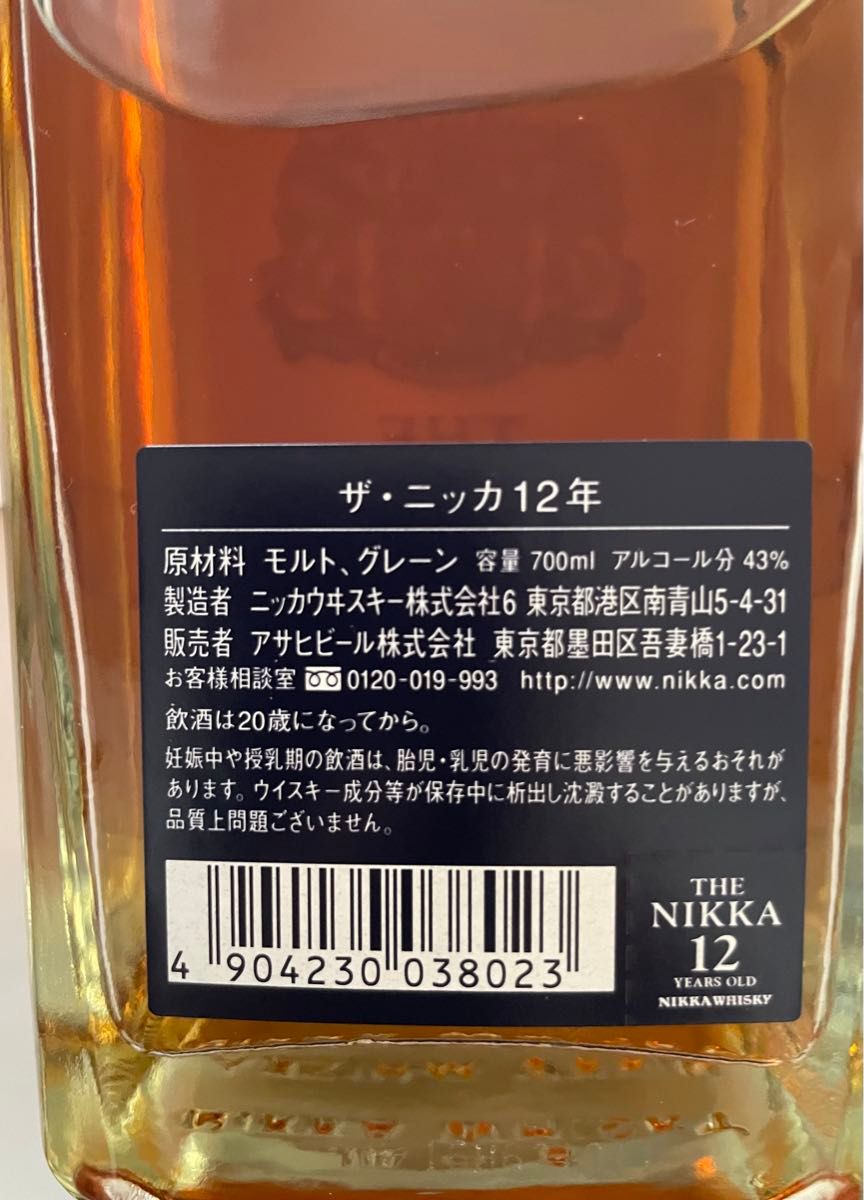 ザ・ニッカ12年
原材料 モルト、グレーン 容量 700ml アルコール分 43%
製造者 ニッカウヰスキー株式会社6 東京都港区南青山5-4-31
販売者 アサヒビール株式会社 東京都墨田区吾妻橋1-23-1
お客様相談室 0120-019-993 http://www.nikka.com
飲酒は20歳になってから。
妊娠中や授乳期の飲酒は、胎児・乳児の発育に悪影響を与えるおそれが
あります。ウイスキー成分等が保存中に析出し沈澱することがありますが、
品質上問題ございません。
4 904230 038023
THE
NIKKA
12
YEARS OLD
NIKKA WHISKY